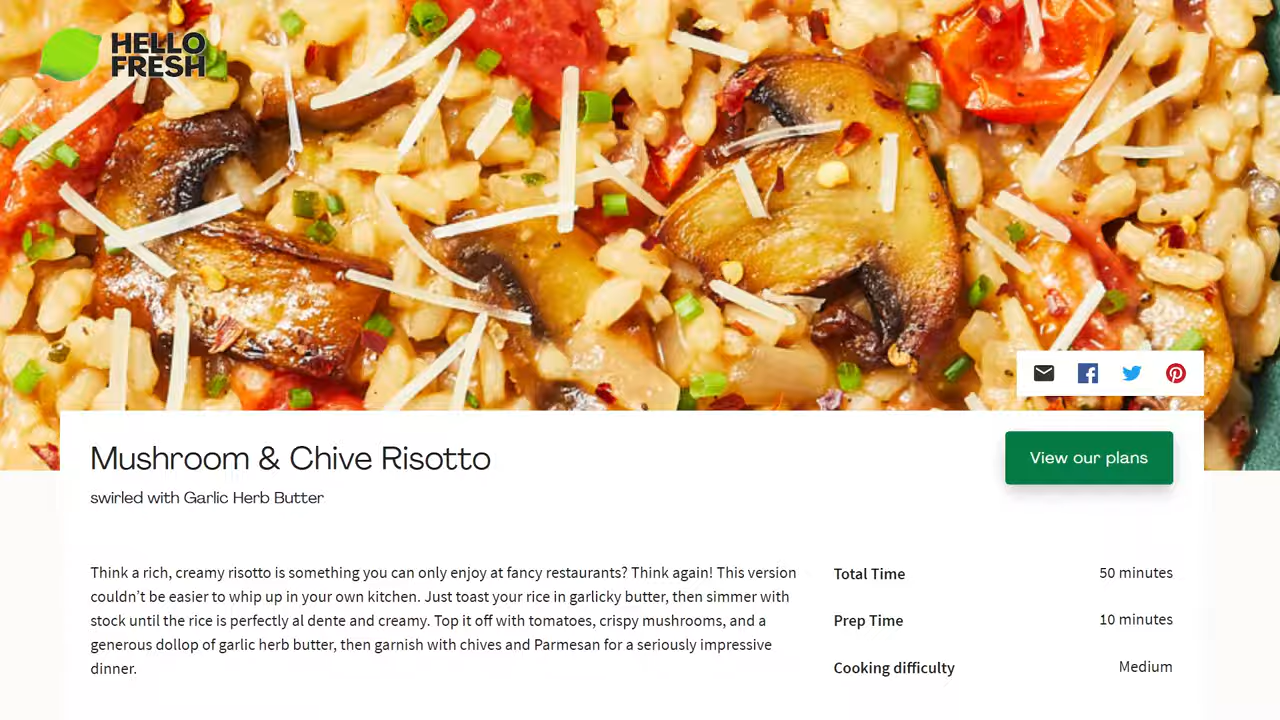 HELLO
FRESH
Mushroom & Chive Risotto
View our plans
swirled with Garlic Herb Butter
Think a rich, creamy risotto is something you can only enjoy at fancy restaurants? Think again! This version
couldn’t be easier to whip up in your own kitchen. Just toast your rice in garlicky butter, then simmer with
stock until the rice is perfectly al dente and creamy. Top it off with tomatoes, crispy mushrooms, and a
generous dollop of garlic herb butter, then garnish with chives and Parmesan for a seriously impressive
dinner.
Total Time 50 minutes
Prep Time 10 minutes
Cooking difficulty Medium